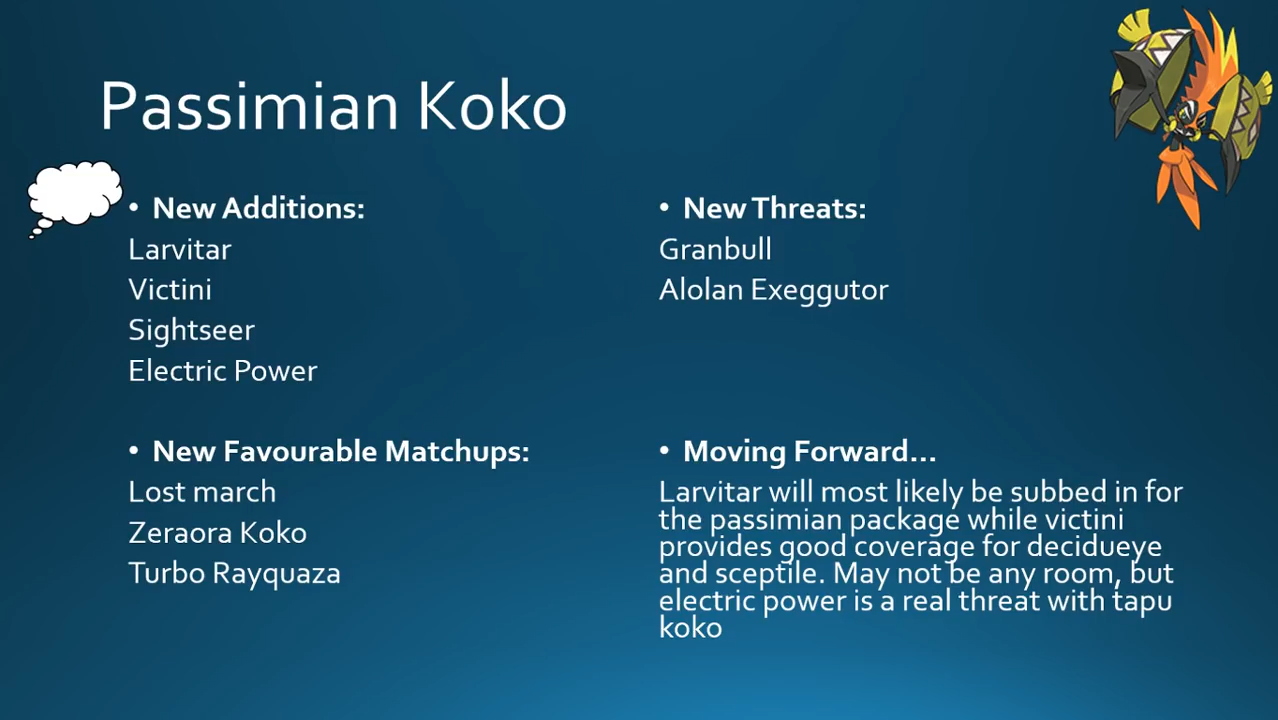 Passimian Koko
• New Additions:
Larvitar
Victini
Sightseer
Electric Power
• New Favourable Matchups:
Lost march
Zeraora Koko
Turbo Rayquaza
• New Threats:
Granbull
Alolan Exeggutor
• Moving Forward...
Larvitar will most likely be subbed in for
the passimian package while victini
provides good coverage for decidueye
and sceptile. May not be any room, but
electric power is a real threat with tapu
koko